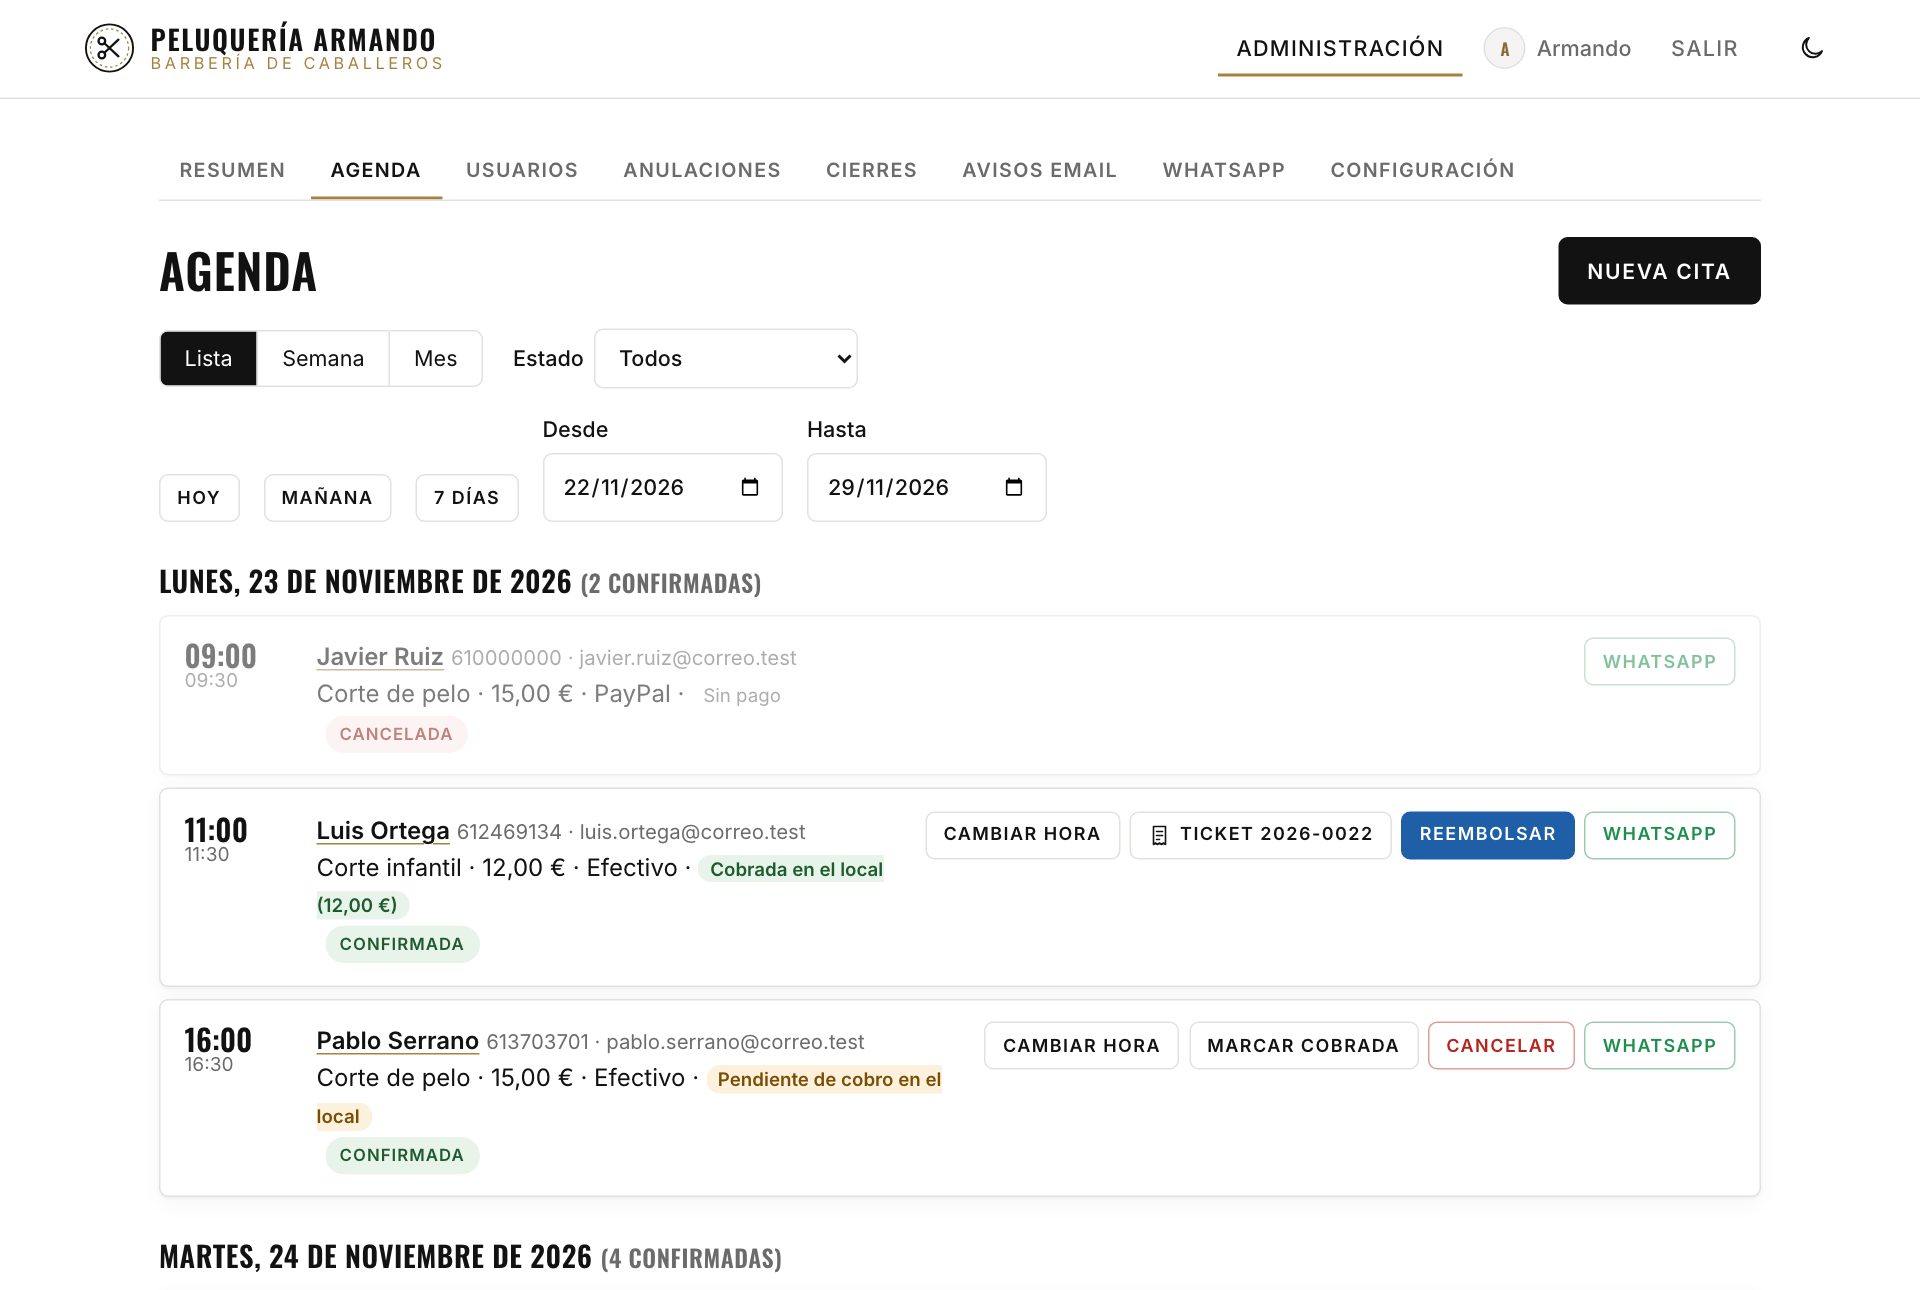 PELUQUERÍA ARMANDO
BARBERÍA DE CABALLEROS
ADMINISTRACIÓN
A
Armando
SALIR
RESUMEN
AGENDA
USUARIOS
ANULACIONES
CIERRES
AVISOS EMAIL
WHATSAPP
CONFIGURACIÓN
AGENDA
NUEVA CITA
Lista
Semana
Mes
Estado
Todos
HOY
MAÑANA
7 DÍAS
Desde
22/11/2026
Hasta
29/11/2026
LUNES, 23 DE NOVIEMBRE DE 2026 (2 CONFIRMADAS)
09:00
09:30
Javier Ruiz 610000000 · javier.ruiz@correo.test
Corte de pelo · 15,00 € · PayPal · Sin pago
CANCELADA
WHATSAPP
11:00
11:30
Luis Ortega 612469134 · luis.ortega@correo.test
Corte infantil · 12,00 € · Efectivo · Cobrada en el local
(12,00 €)
CONFIRMADA
CAMBIAR HORA
TICKET 2026-0022
REEMBOLSAR
WHATSAPP
16:00
16:30
Pablo Serrano 613703701 · pablo.serrano@correo.test
Corte de pelo · 15,00 € · Efectivo · Pendiente de cobro en el
local
CONFIRMADA
CAMBIAR HORA
MARCAR COBRADA
CANCELAR
WHATSAPP
MARTES, 24 DE NOVIEMBRE DE 2026 (4 CONFIRMADAS)